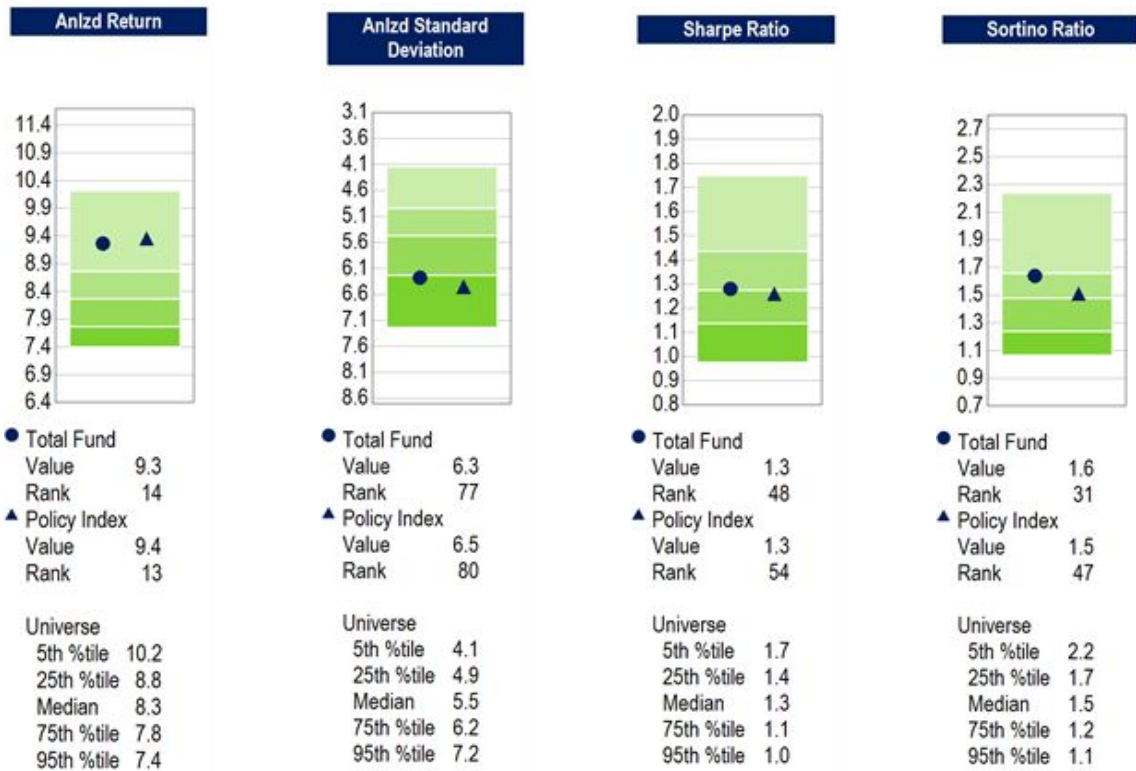 Anlzd Return
11.4
10.9
10.4
9.9
9.4
8.9
8.4
7.9
7.4
6.9
6.4
Total Fund
Value 9.3
Rank 14
Policy Index
Value 9.4
Rank 13
Universe
5th %tile 10.2
25th %tile 8.8
Median 8.3
75th %tile 7.8
95th %tile 7.4
Anlzd Standard
Deviation
3.1
3.6
4.1
4.6
5.1
5.6
6.1
6.6
7.1
7.6
8.1
8.6
Total Fund
Value 6.3
Rank 77
Policy Index
Value 6.5
Rank 80
Universe
5th %tile 4.1
25th %tile 4.9
Median 5.5
75th %tile 6.2
95th %tile 7.2
Sharpe Ratio
2.0
1.9
1.8
1.7
1.6
1.5
1.4
1.3
1.2
1.1
1.0
0.9
0.8
Total Fund
Value 1.3
Rank 48
Policy Index
Value 1.3
Rank 54
Universe
5th %tile 1.7
25th %tile 1.4
Median 1.3
75th %tile 1.1
95th %tile 1.0
Sortino Ratio
2.7
2.5
2.3
2.1
1.9
1.7
1.5
1.3
1.1
0.9
0.7
Total Fund
Value 1.6
Rank 31
Policy Index
Value 1.5
Rank 47
Universe
5th %tile 2.2
25th %tile 1.7
Median 1.5
75th %tile 1.2
95th %tile 1.1